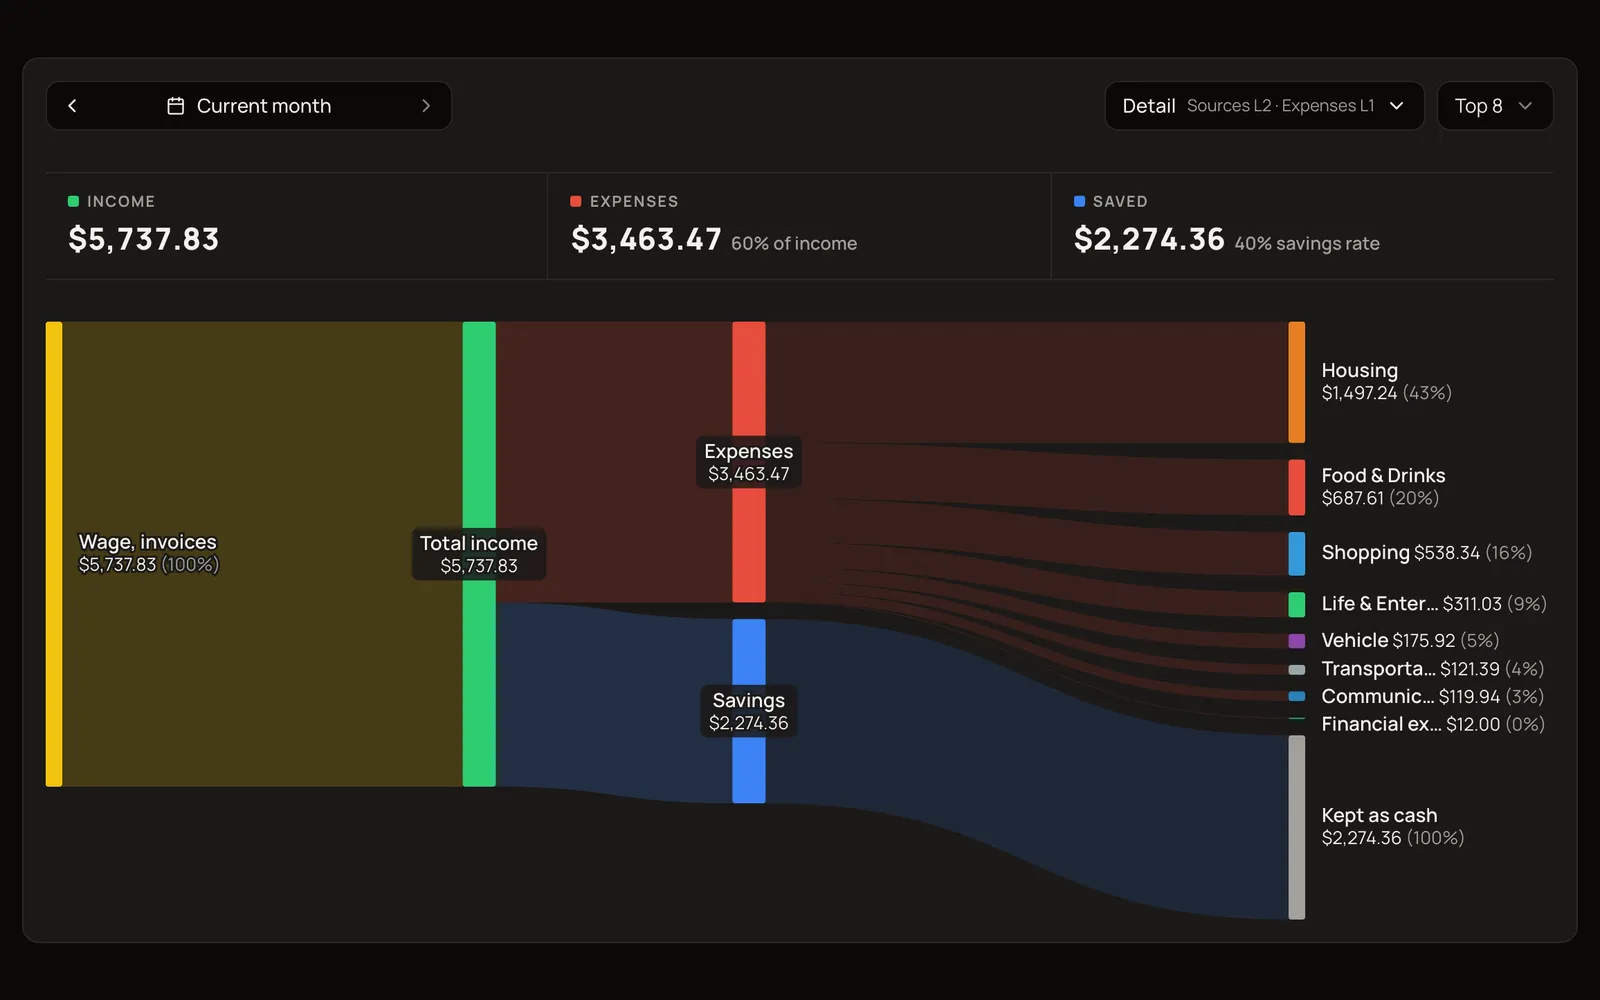 Current month
Detail Sources L2 · Expenses L1
Top 8
INCOME
$5,737.83
EXPENSES
$3,463.47 60% of income
SAVED
$2,274.36 40% savings rate
Wage, invoices
$5,737.83 (100%)
Total income
$5,737.83
Expenses
$3,463.47
Savings
$2,274.36
Housing
$1,497.24 (43%)
Food & Drinks
$687.61 (20%)
Shopping $538.34 (16%)
Life & Enter... $311.03 (9%)
Vehicle $175.92 (5%)
Transporta... $121.39 (4%)
Communic... $119.94 (3%)
Financial ex... $12.00 (0%)
Kept as cash
$2,274.36 (100%)